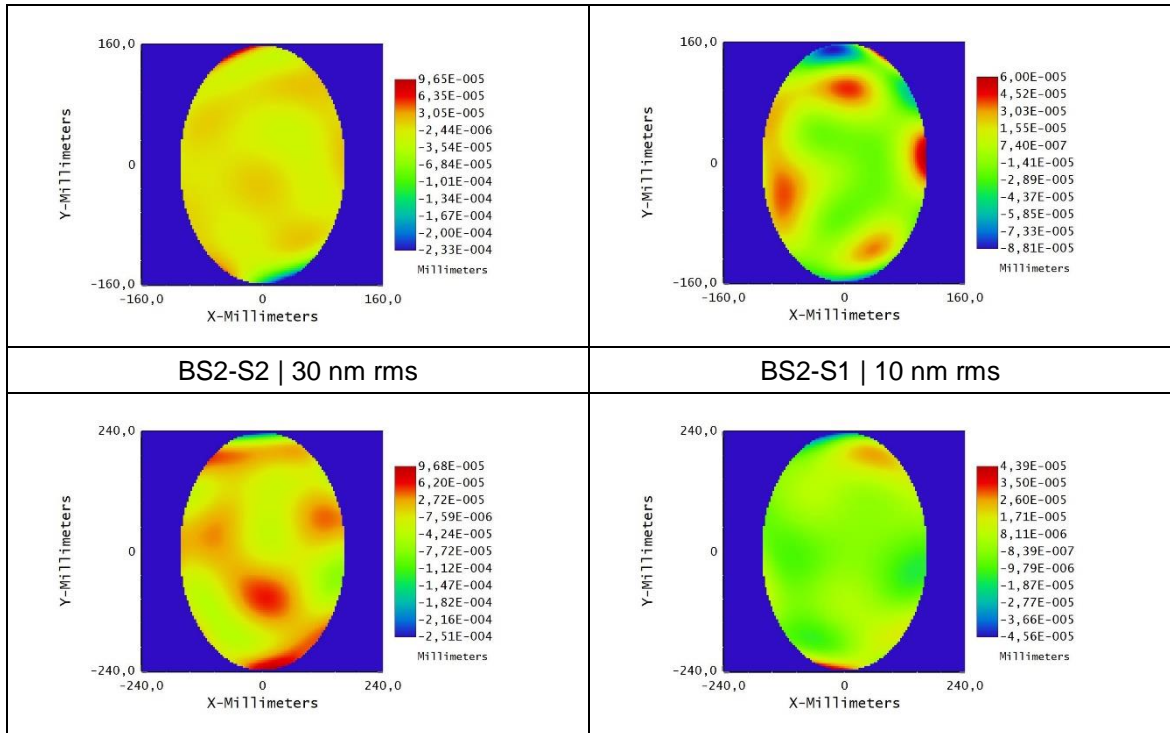 160,0
0
-160,0
Y-Millimeters
-160,0 0 160,0
X-Millimeters
9,65E-005
6,35E-005
3,05E-005
-2,44E-006
-3,54E-005
-6,84E-005
-1,01E-004
-1,34E-004
-1,67E-004
-2,00E-004
-2,33E-004
Millimeters
160,0
0
-160,0
Y-Millimeters
-160,0 0 160,0
X-Millimeters
6,00E-005
4,52E-005
3,03E-005
1,55E-005
7,40E-007
-1,41E-005
-2,89E-005
-4,37E-005
-5,85E-005
-7,33E-005
-8,81E-005
Millimeters
BS2-S2 | 30 nm rms
BS2-S1 | 10 nm rms
240,0
0
-240,0
Y-Millimeters
-240,0 0 240,0
X-Millimeters
9,68E-005
6,20E-005
2,72E-005
-7,59E-006
-4,24E-005
-7,72E-005
-1,12E-004
-1,47E-004
-1,82E-004
-2,16E-004
-2,51E-004
Millimeters
240,0
0
-240,0
Y-Millimeters
-240,0 0 240,0
X-Millimeters
4,39E-005
3,50E-005
2,60E-005
1,71E-005
8,11E-006
-8,39E-007
-9,79E-006
-1,87E-005
-2,77E-005
-3,66E-005
-4,56E-005
Millimeters